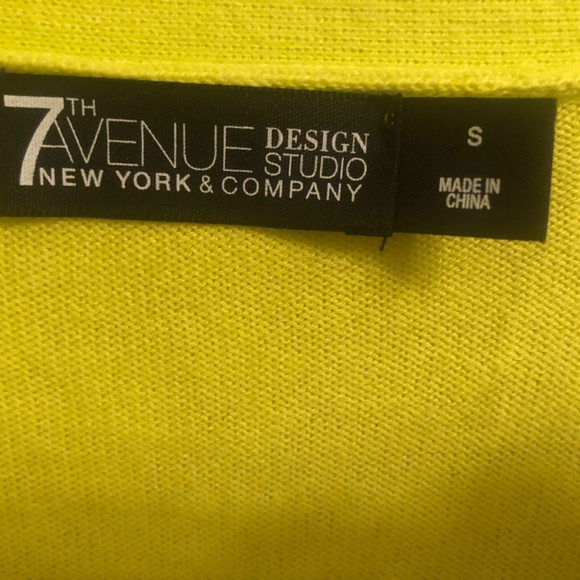 7TH
AVENUE DESIGN STUDIO
NEW YORK & COMPANY
S
MADE IN
CHINA